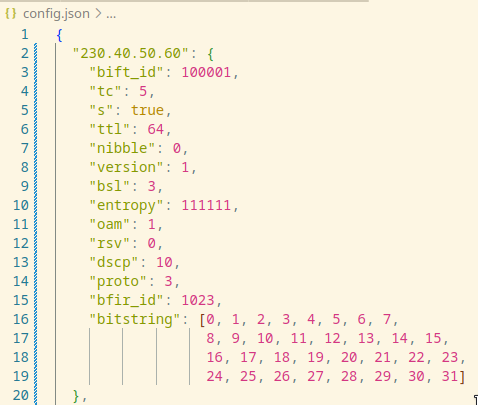 {} config.json > ...
1 {
2 "230.40.50.60": {
3 "bift_id": 100001,
4 "tc": 5,
5 "s": true,
6 "ttl": 64,
7 "nibble": 0,
8 "version": 1,
9 "bsl": 3,
10 "entropy": 111111,
11 "oam": 1,
12 "rsv": 0,
13 "dscp": 10,
14 "proto": 3,
15 "bfir_id": 1023,
16 "bitstring": [0, 1, 2, 3, 4, 5, 6, 7,
17 8, 9, 10, 11, 12, 13, 14, 15,
18 16, 17, 18, 19, 20, 21, 22, 23,
19 24, 25, 26, 27, 28, 29, 30, 31]
20 },